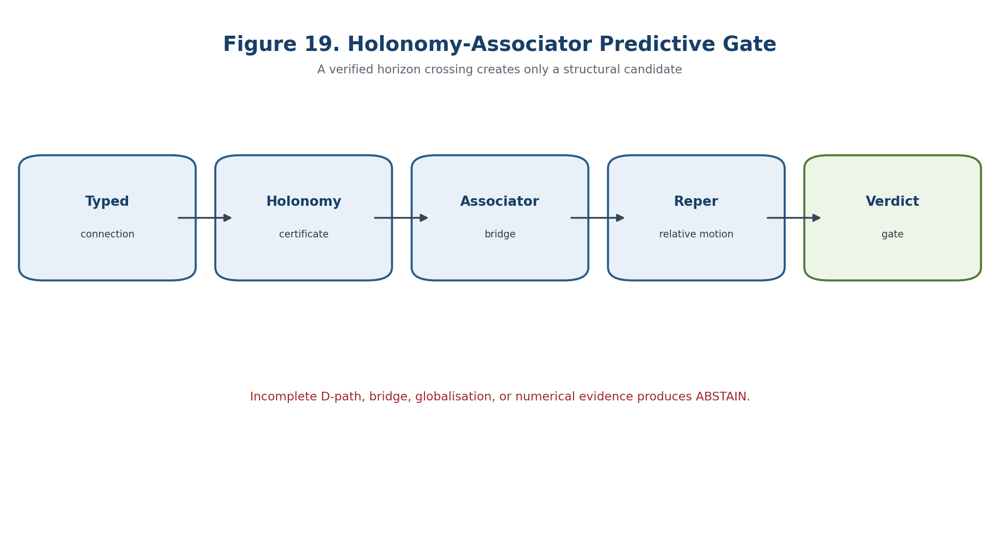 Figure 19. Holonomy-Associator Predictive Gate
A verified horizon crossing creates only a structural candidate
Typed
connection
Holonomy
certificate
Associator
bridge
Reper
relative motion
Verdict
gate
Incomplete D-path, bridge, globalisation, or numerical evidence produces ABSTAIN.